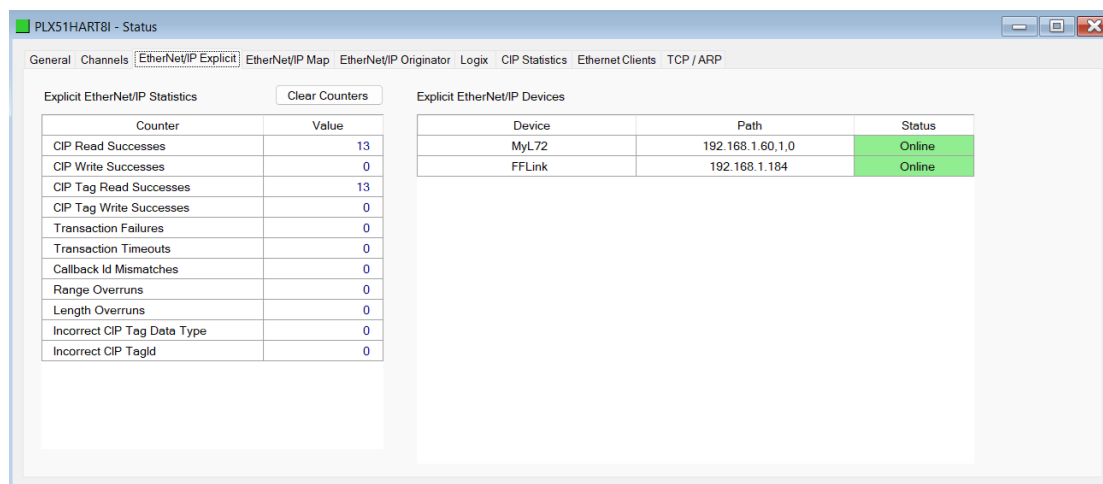 PLX51HART8I - Status
General Channels EtherNet/IP Explicit EtherNet/IP Map EtherNet/IP Originator Logix CIP Statistics Ethernet Clients TCP / ARP
Explicit EtherNet/IP Statistics Clear Counters Explicit EtherNet/IP Devices
Counter Value Device Path Status
CIP Read Successes 13 MyL72 192.168.1.60,1,0 Online
CIP Write Successes 0 FFLink 192.168.1.184 Online
CIP Tag Read Successes 13
CIP Tag Write Successes 0
Transaction Failures 0
Transaction Timeouts 0
Callback Id Mismatches 0
Range Overruns 0
Length Overruns 0
Incorrect CIP Tag Data Type 0
Incorrect CIP TagId 0